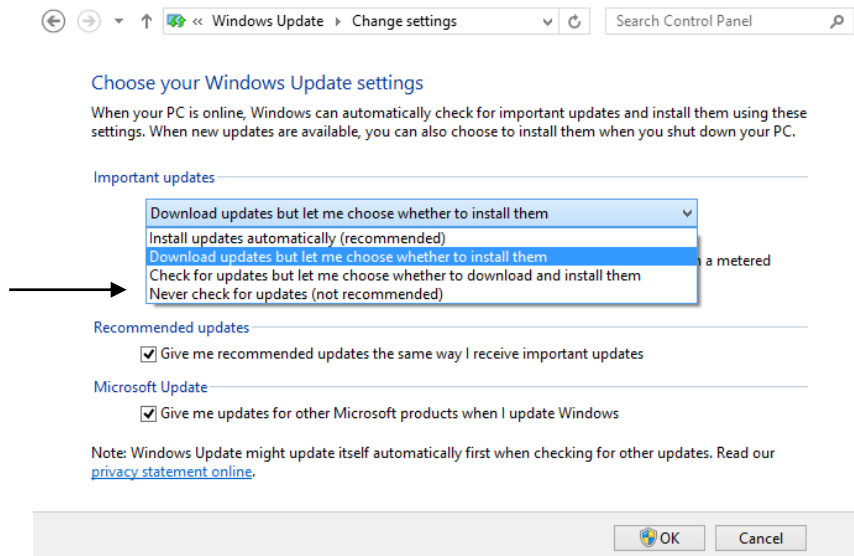 « Windows Update ▸ Change settings
Search Control Panel
Choose your Windows Update settings
When your PC is online, Windows can automatically check for important updates and install them using these
settings. When new updates are available, you can also choose to install them when you shut down your PC.
Important updates
Download updates but let me choose whether to install them
Install updates automatically (recommended)
Download updates but let me choose whether to install them
a metered
Check for updates but let me choose whether to download and install them
Never check for updates (not recommended)
Recommended updates
Give me recommended updates the same way I receive important updates
Microsoft Update
Give me updates for other Microsoft products when I update Windows
Note: Windows Update might update itself automatically first when checking for other updates. Read our
privacy statement online.
OK
Cancel